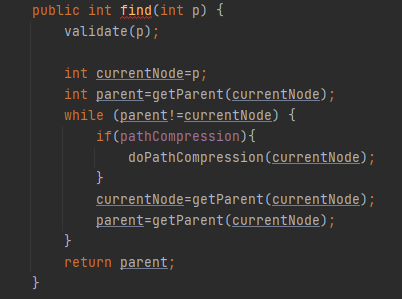 public int find(int p) {
    validate(p);

    int currentNode=p;
    int parent=getParent(currentNode);
    while (parent!=currentNode) {
        if(pathCompression){
            doPathCompression(currentNode);
        }
        currentNode=getParent(currentNode);
        parent=getParent(currentNode);
    }
    return parent;
}